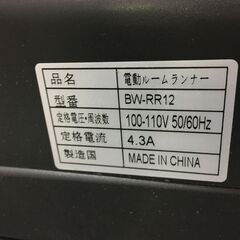 品名 電動ルームランナー
型番 BW-RR12
定格電圧・周波数 100-110V 50/60Hz
定格電流 4.3A
製造国 MADE IN CHINA